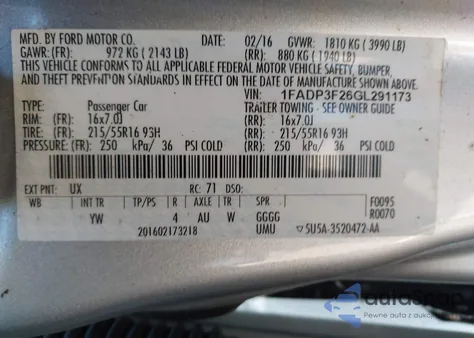 MFD. BY FORD MOTOR CO. DATE: 02/16 GVWR: 1810 KG ( 3990 LB)
GAWR: (FR): 972 KG ( 2143 LB) (RR): 880 KG ( 1940 LB)
THIS VEHICLE CONFORMS TO ALL APPLICABLE FEDERAL MOTOR VEHICLE SAFETY, BUMPER,
AND THEFT PREVENTION STANDARDS IN EFFECT ON THE DATE OF MANUFACTURE SHOWN ABOVE.
VIN: 1FADP3F26GL291173
TYPE: Passenger Car TRAILER TOWING - SEE OWNER GUIDE
RIM: (FR): 16x7.0J (RR): 16x7.0J
TIRE: (FR): 215/55R16 93H (RR): 215/55R16 93H
PRESSURE: (FR): 250 kPa/ 36 PSI COLD (RR): 250 kPa/ 36 PSI COLD
EXT PNT: UX RC: 71 DSO:
WB INT TR TP/PS R AXLE TR SPR F0095
YW 4 AU W GGGG R0070
201602173218 UMU ▽SU5A-3520472-AA
autoStop
Pewne auto z aukcji